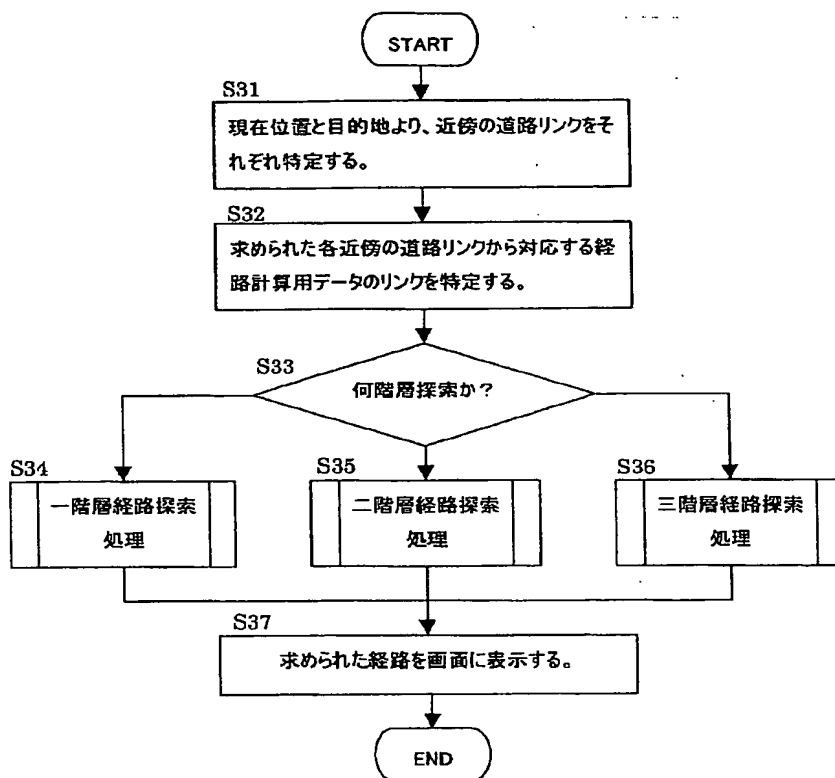 START
S31
現在位置と目的地より、近傍の道路リンクをそ
れぞれ特定する。
S32
求められた各近傍の道路リンクから対応する経
路計算用データのリンクを特定する。
S33
何階層探索か？
S34
一階層経路探索
処理
S35
二階層経路探索
処理
S36
三階層経路探索
処理
S37
求められた経路を画面に表示する。
END